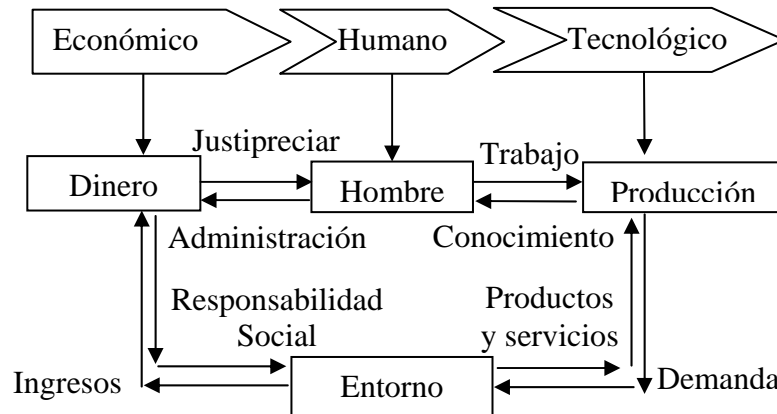 Económico
Humano
Tecnológico
Justipreciar
Trabajo
Dinero
Hombre
Producción
Administración
Conocimiento
Responsabilidad
Social
Productos
y servicios
Ingresos
Entorno
Demanda